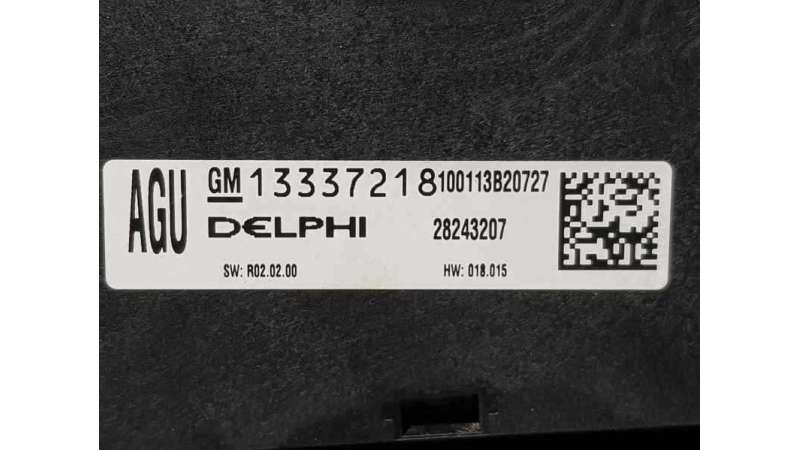 AGU GM 13337218 100113B20727
DELPHI 28243207
SW: R02.02.00 HW: 018.015